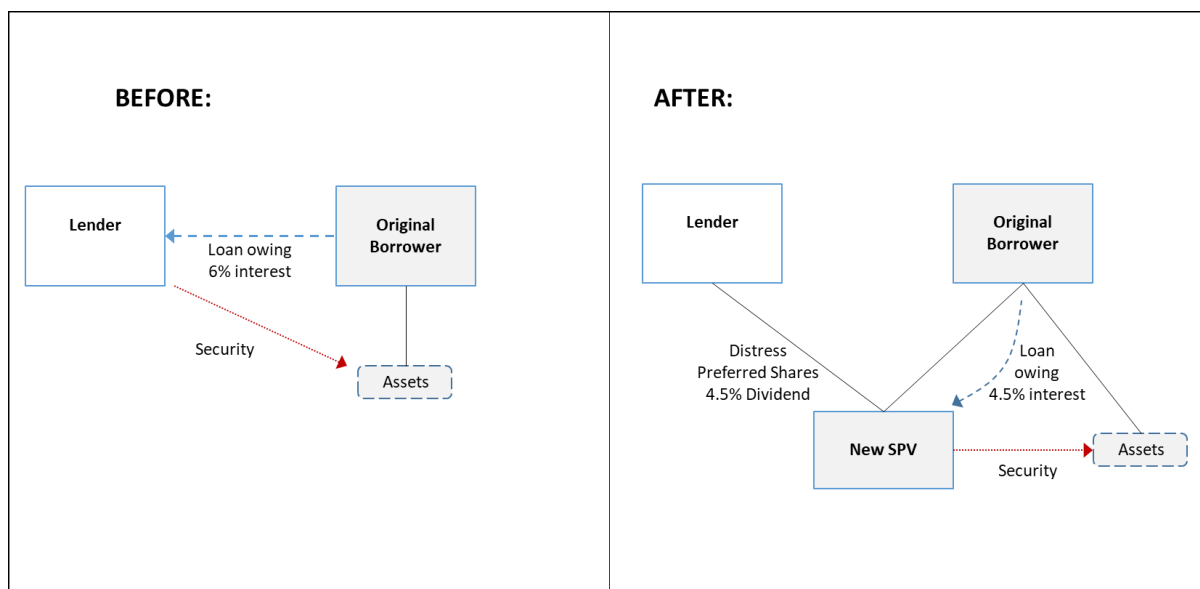 BEFORE:
Lender
Original
Borrower
Loan owing
6% interest
Security
Assets
AFTER:
Lender
Original
Borrower
Distress
Preferred Shares
4.5% Dividend
Loan
owing
4.5% interest
New SPV
Security
Assets